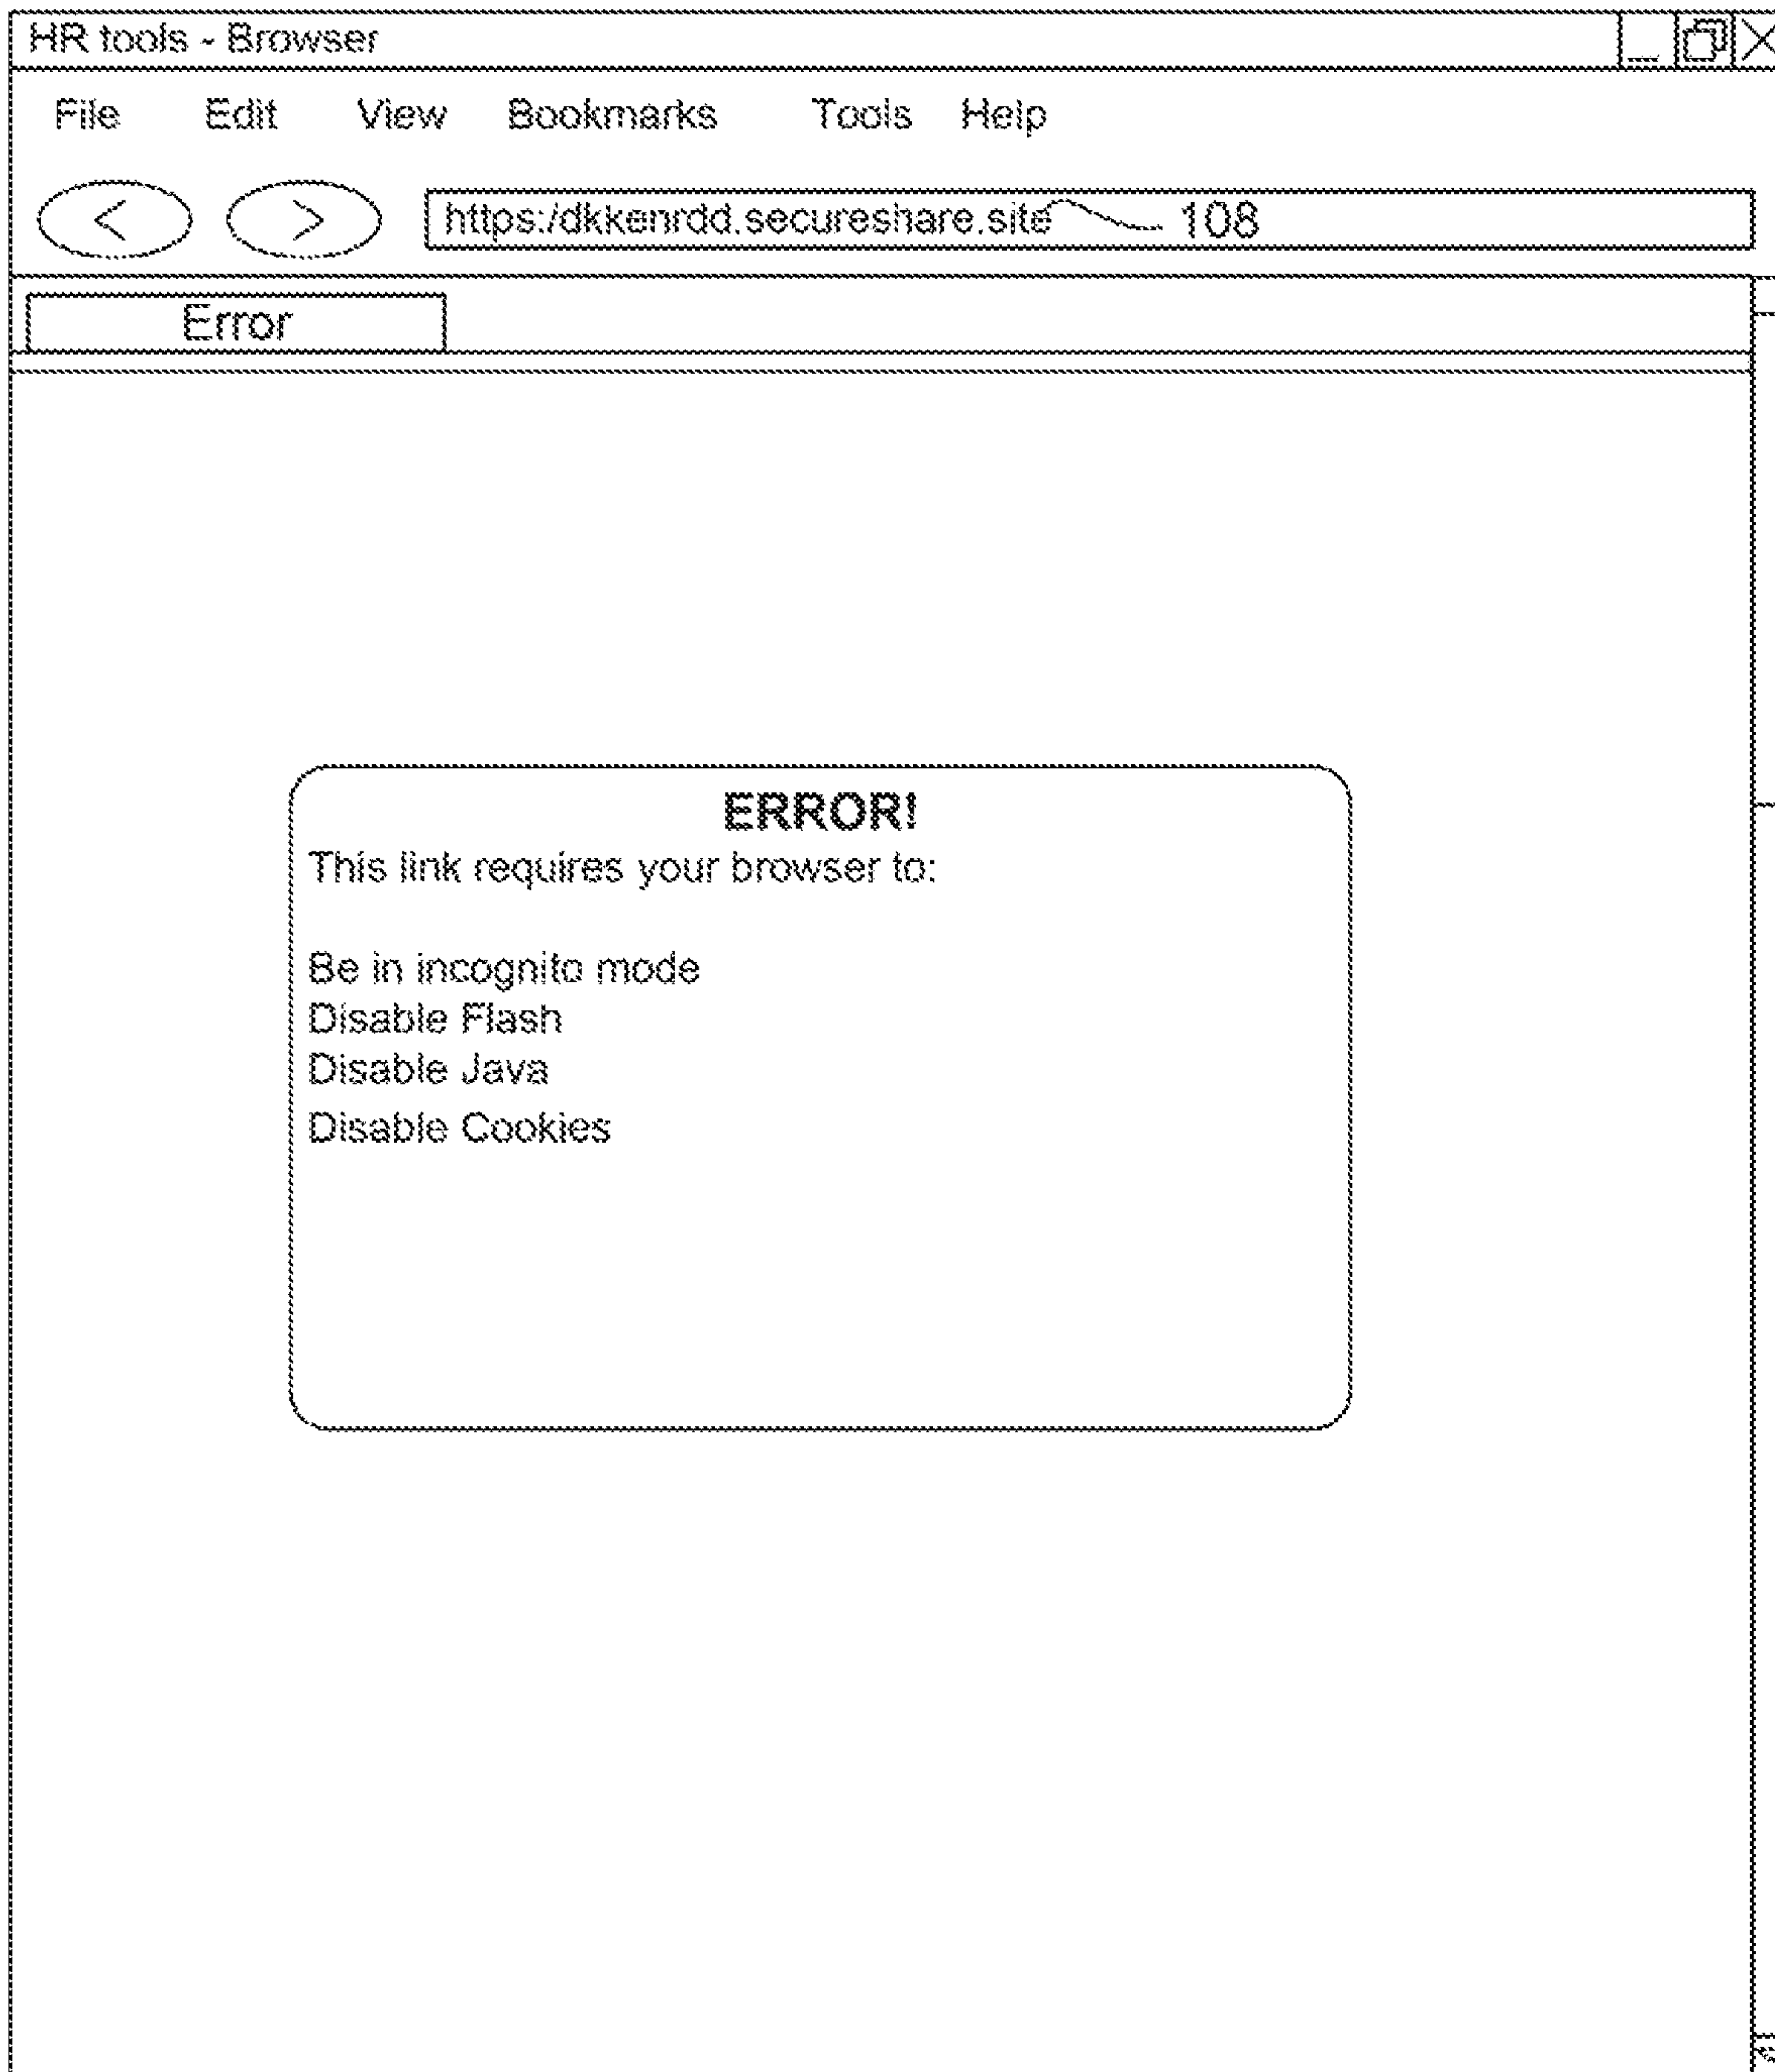 HR tools - Browser
File Edit View Bookmarks Tools Help
< > https:/dkkenrdd.secureshare.site 108
Error
ERROR!
This link requires your browser to:
Be in incognito mode
Disable Flash
Disable Java
Disable Cookies